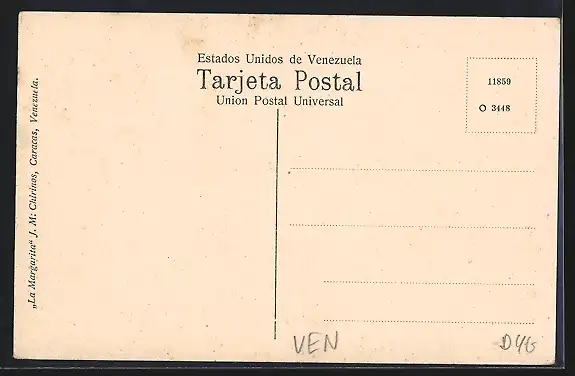 Estados Unidos de Venezuela
Tarjeta Postal
Union Postal Universal
11859
O 3448
„La Margarita“ J. M: Chirinos, Caracas, Venezuela.
VEN
D46